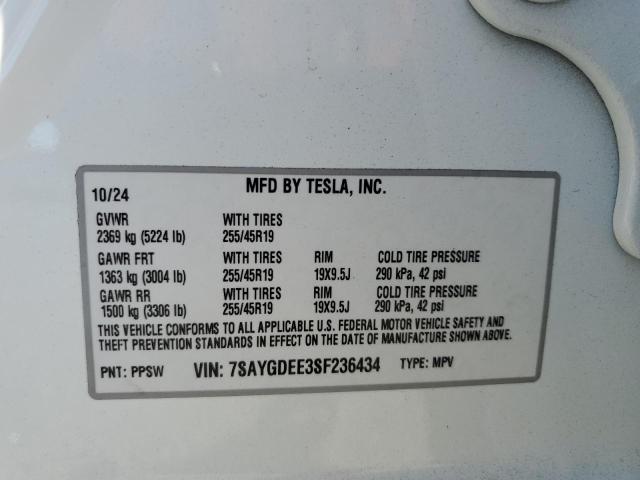 10/24 MFD BY TESLA, INC.
GVWR WITH TIRES
2369 kg (5224 lb) 255/45R19
GAWR FRT WITH TIRES RIM COLD TIRE PRESSURE
1363 kg (3004 lb) 255/45R19 19X9.5J 290 kPa, 42 psi
GAWR RR WITH TIRES RIM COLD TIRE PRESSURE
1500 kg (3306 lb) 255/45R19 19X9.5J 290 kPa, 42 psi
THIS VEHICLE CONFORMS TO ALL APPLICABLE U.S. FEDERAL MOTOR VEHICLE SAFETY AND
THEFT PREVENTION STANDARDS IN EFFECT ON THE DATE OF MANUFACTURE SHOWN ABOVE.
PNT: PPSW VIN: 7SAYGDEE3SF236434 TYPE: MPV